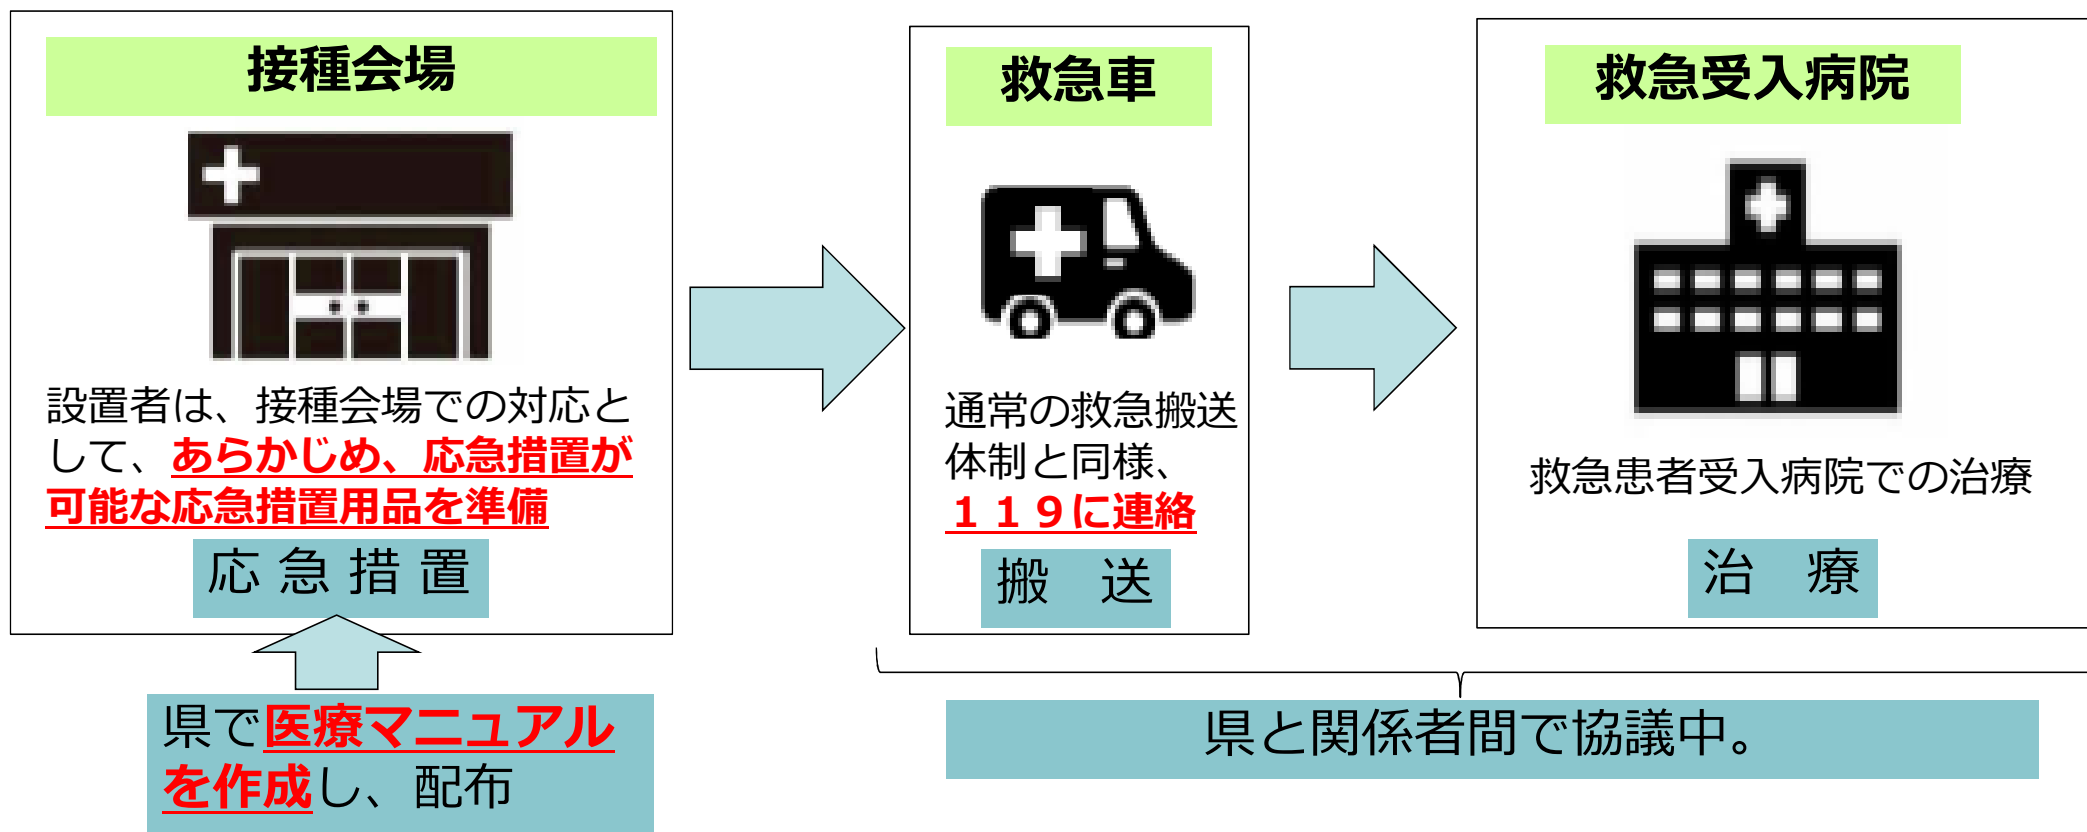 接種会場
設置者は、接種会場での対応と
して、あらかじめ、応急措置が
可能な応急措置用品を準備
応急措置
県で医療マニュアル
を作成し、配布
救急車
通常の救急搬送
体制と同様、
１１９に連絡
搬　送
救急受入病院
救急患者受入病院での治療
治　療
県と関係者間で協議中。